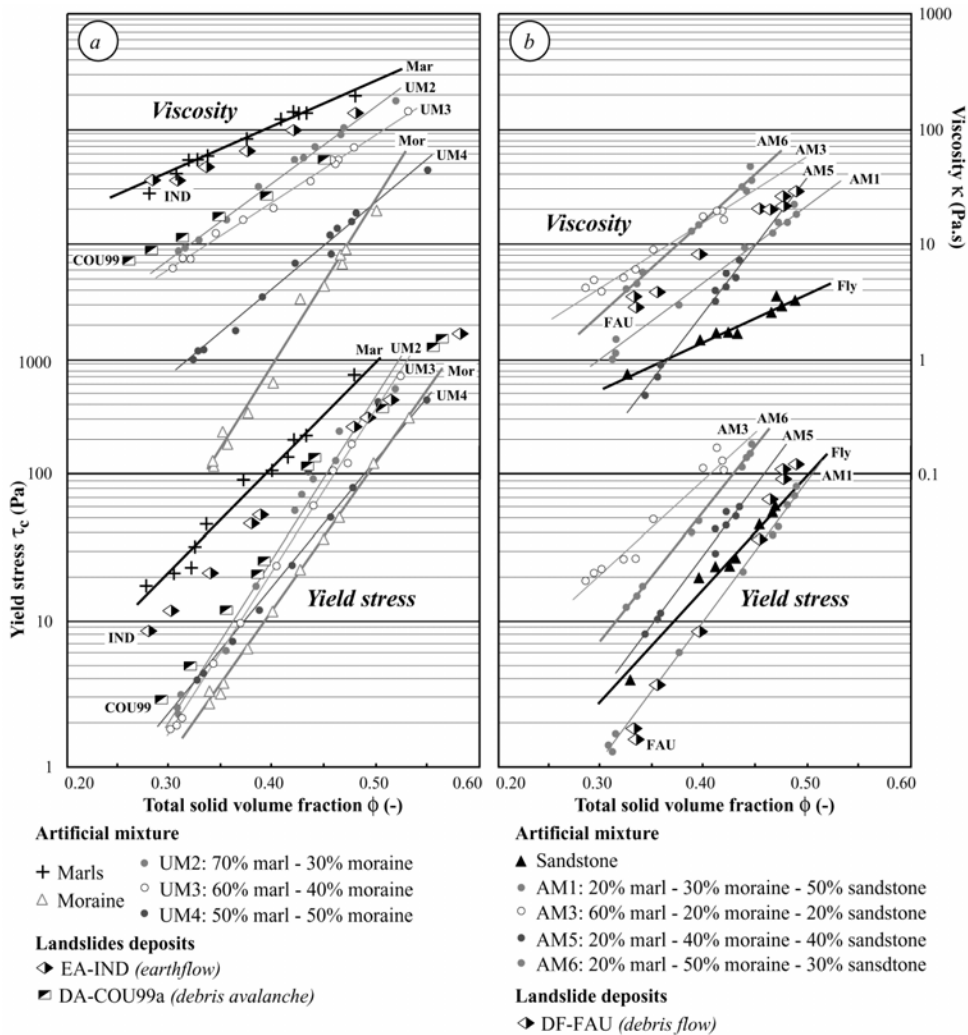 a
b
1000
Mar
UM2
Viscosity
UM3
Mor
100
AM6
AM3
UM4
AM5
AM1
IND
Viscosity
COU99
10
Viscosity κ (Pa.s)
Fly
FAU
1000
Mar
UM2
1
UM3
Mor
UM4
AM6
AM3
AM5
100
0.1
Fly
AM1
Yield stress τc (Pa)
Yield stress
Yield stress
IND
10
COU99
FAU
1
0.20 0.30 0.40 0.50 0.60
0.20 0.30 0.40 0.50 0.60
Total solid volume fraction ϕ (-)
Total solid volume fraction ϕ (-)
Artificial mixture
+ Marls
△ Moraine
● UM2: 70% marl - 30% moraine
○ UM3: 60% marl - 40% moraine
● UM4: 50% marl - 50% moraine
Landslides deposits
EA-IND (earthflow)
DA-COU99a (debris avalanche)
Artificial mixture
▲ Sandstone
● AM1: 20% marl - 30% moraine - 50% sandstone
○ AM3: 60% marl - 20% moraine - 20% sandstone
● AM5: 20% marl - 40% moraine - 40% sandstone
● AM6: 20% marl - 50% moraine - 30% sansdtone
Landslide deposits
DF-FAU (debris flow)